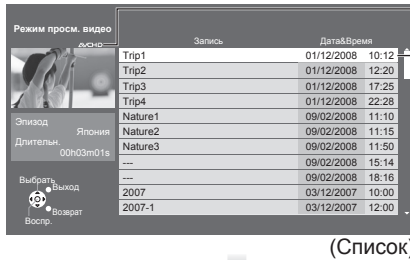 Режим просм. видео
AVCHD
Запись Дата&Время
Trip1 01/12/2008 10:12
Trip2 01/12/2008 12:20
Trip3 01/12/2008 17:25
Trip4 01/12/2008 22:28
Nature1 09/02/2008 11:10
Nature2 09/02/2008 11:15
Nature3 09/02/2008 11:50
--- 09/02/2008 15:14
--- 09/02/2008 18:16
2007 03/12/2007 10:00
2007-1 03/12/2007 12:00
Эпизод
Япония
Длительн.
00h03m01s
Выбрать
Выход
Возврат
Воспр.
(Список)